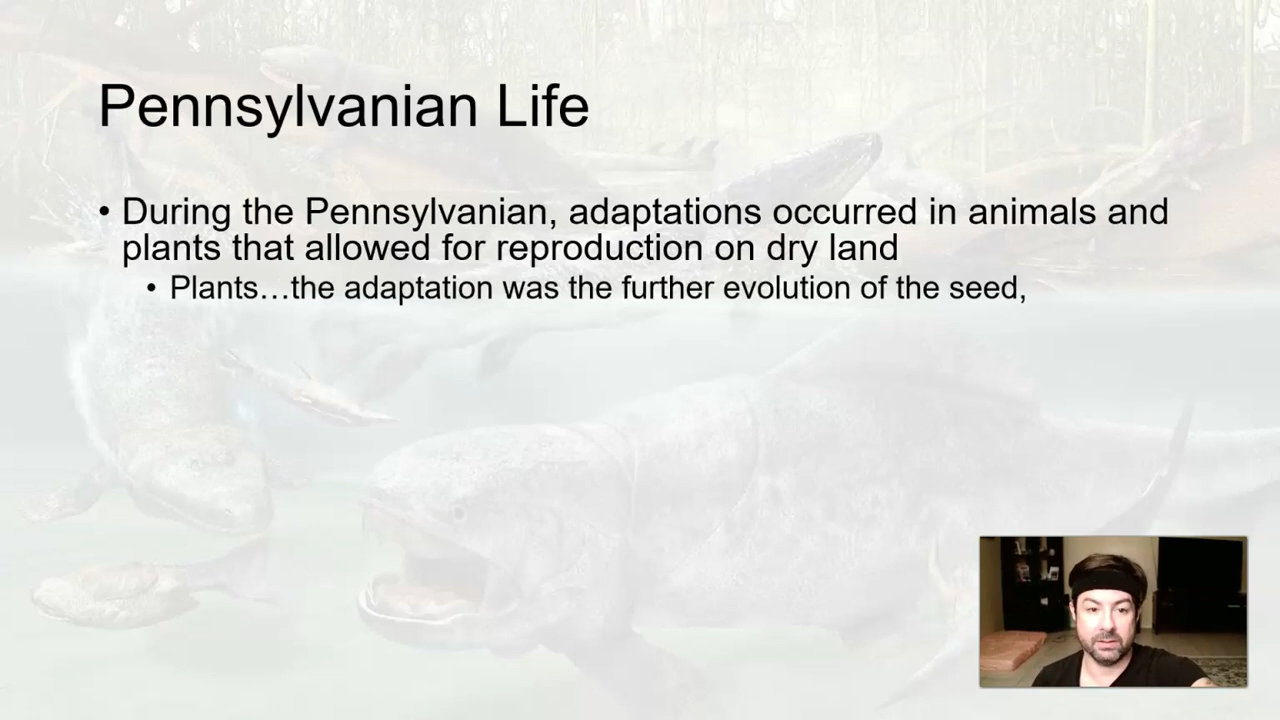 Pennsylvanian Life
• During the Pennsylvanian, adaptations occurred in animals and
plants that allowed for reproduction on dry land
• Plants…the adaptation was the further evolution of the seed,